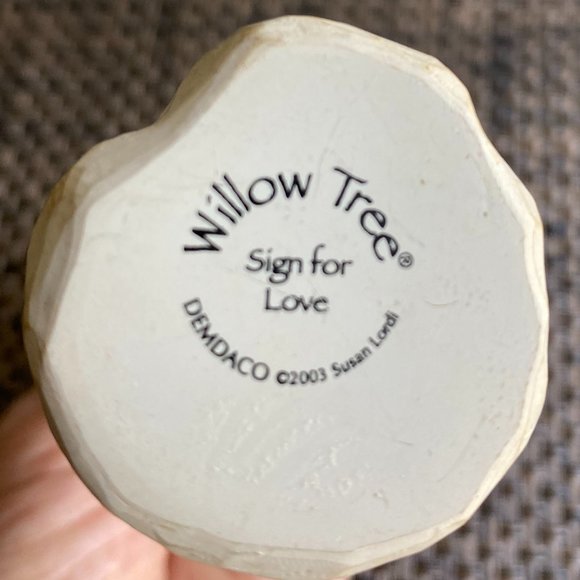 Willow Tree®
Sign for
Love
DEMDACO ©2003 Susan Lordi